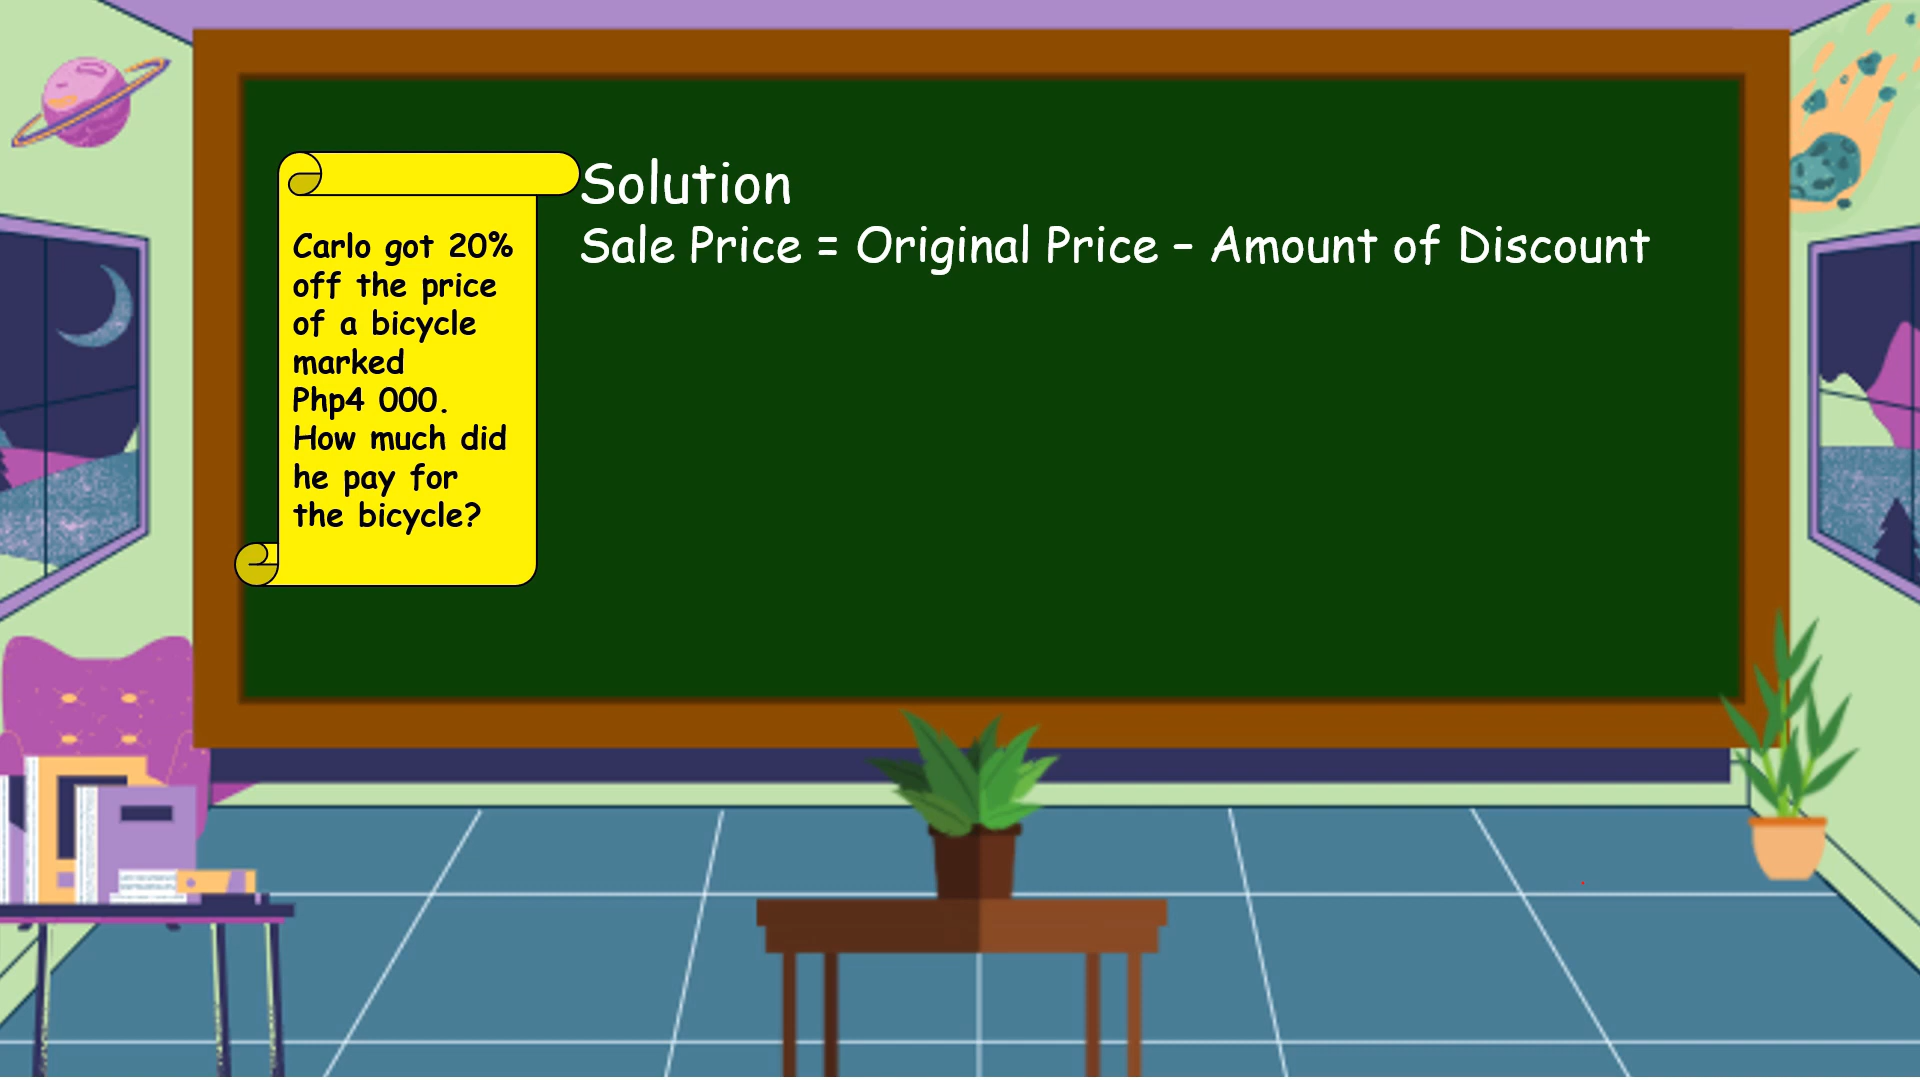 Solution
Sale Price = Original Price – Amount of Discount
Carlo got 20%
off the price
of a bicycle
marked
Php4 000.
How much did
he pay for
the bicycle?